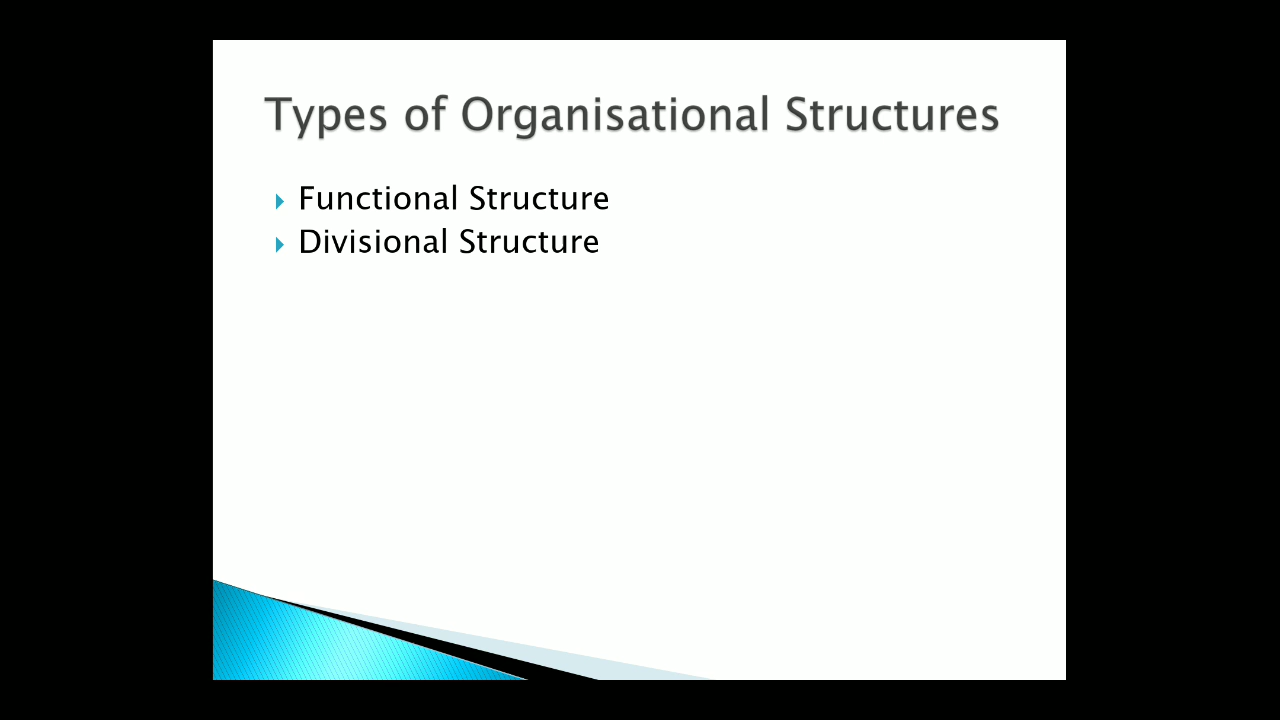 Types of Organisational Structures
Functional Structure
Divisional Structure